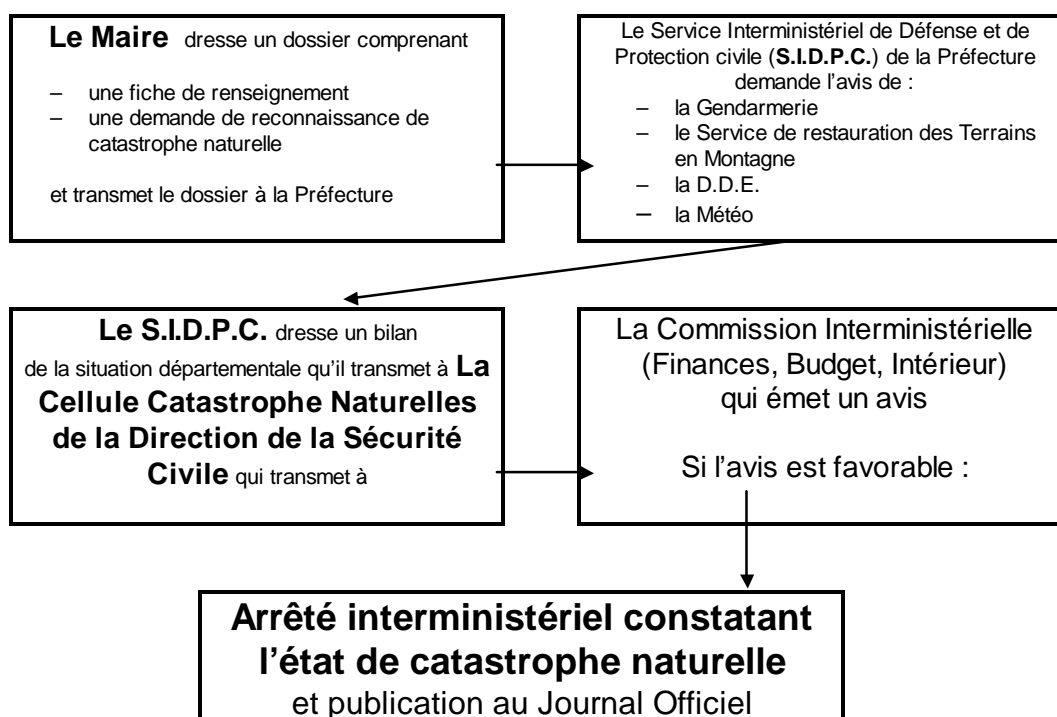 Le Maire dresse un dossier comprenant
– une fiche de renseignement
– une demande de reconnaissance de
catastrophe naturelle
et transmet le dossier à la Préfecture
Le Service Interministériel de Défense et de
Protection civile (S.I.D.P.C.) de la Préfecture
demande l'avis de :
– la Gendarmerie
– le Service de restauration des Terrains
en Montagne
– la D.D.E.
– la Météo
Le S.I.D.P.C. dresse un bilan
de la situation départementale qu'il transmet à La
Cellule Catastrophe Naturelles
de la Direction de la Sécurité
Civile qui transmet à
La Commission Interministérielle
(Finances, Budget, Intérieur)
qui émet un avis
Si l'avis est favorable :
Arrêté interministériel constatant
l'état de catastrophe naturelle
et publication au Journal Officiel